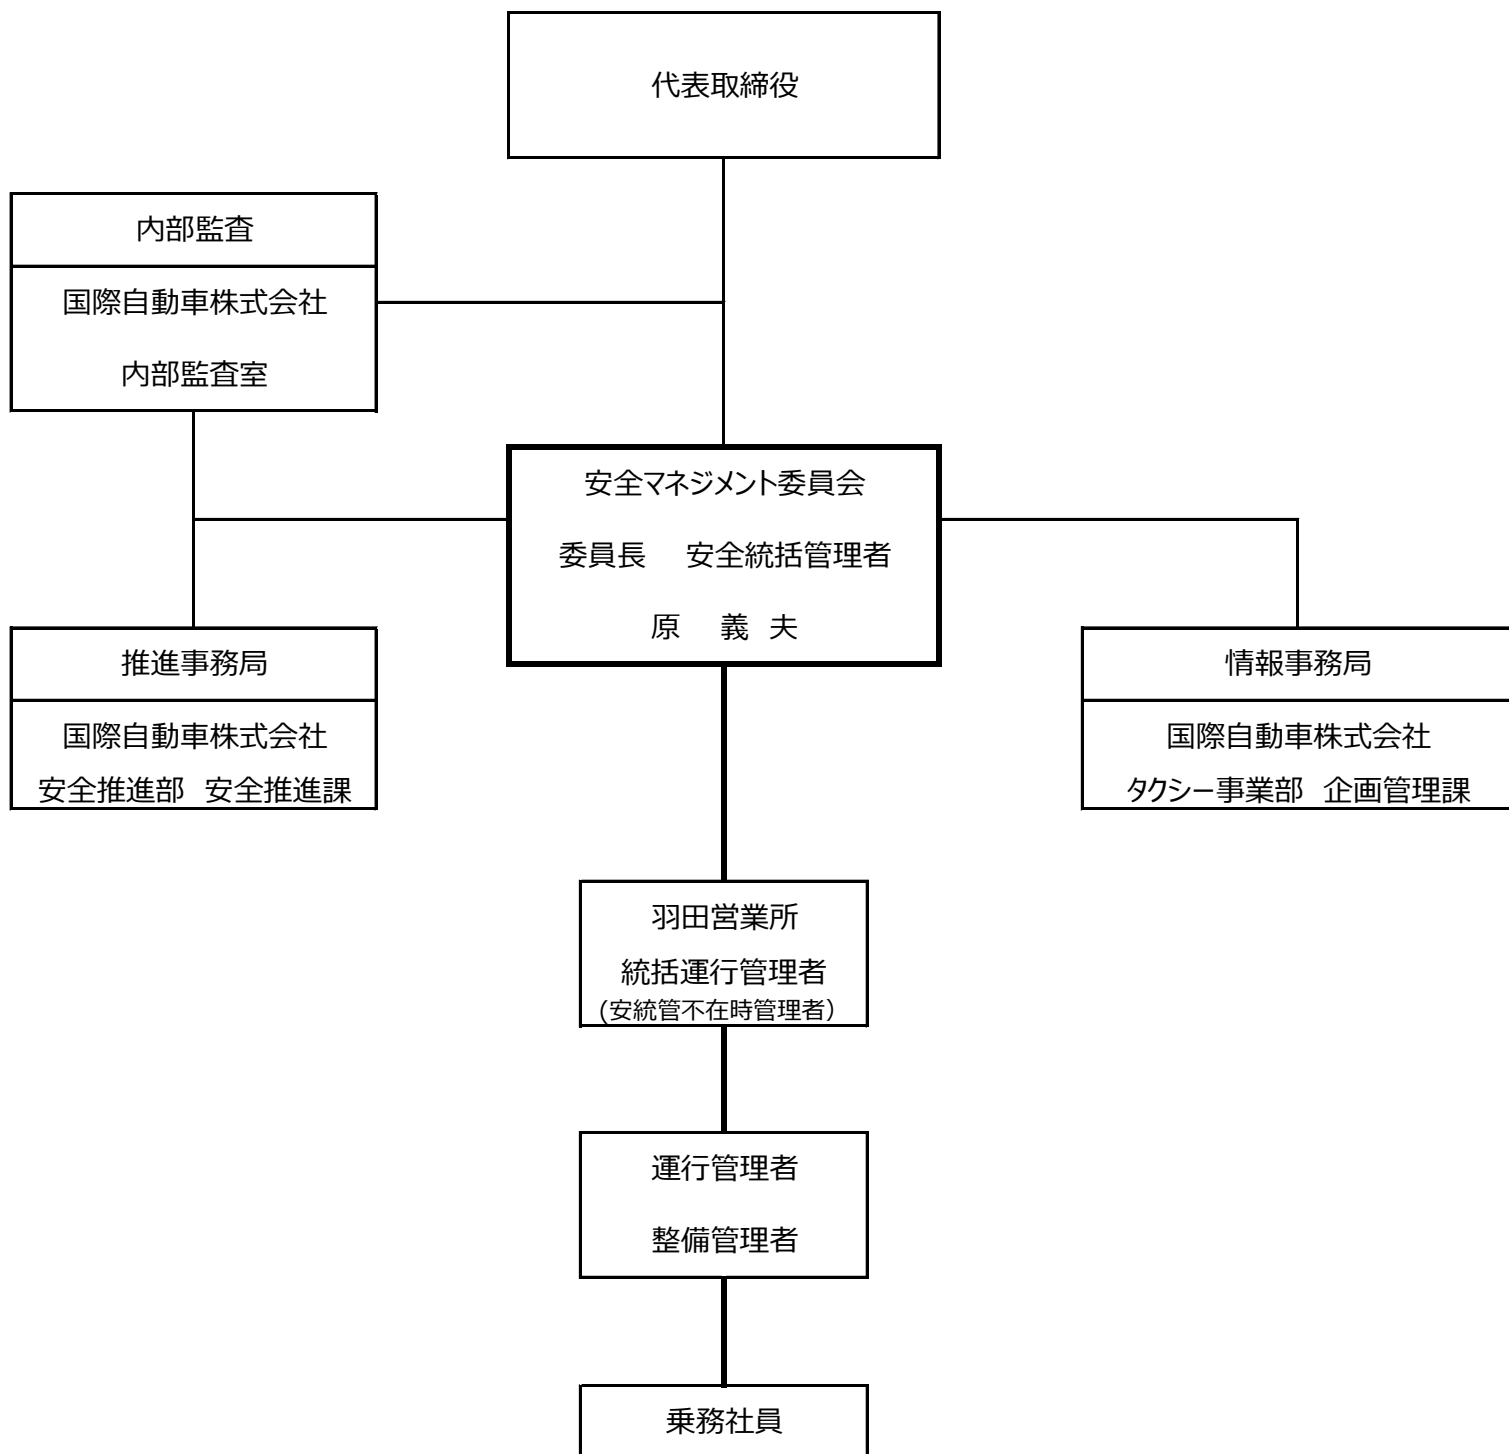 代表取締役
内部監査
国際自動車株式会社
内部監査室
安全マネジメント委員会
委員長　安全統括管理者
原　義 夫
推進事務局
国際自動車株式会社
安全推進部 安全推進課
情報事務局
国際自動車株式会社
タクシー事業部 企画管理課
羽田営業所
統括運行管理者
(安統管不在時管理者）
運行管理者
整備管理者
乗務社員